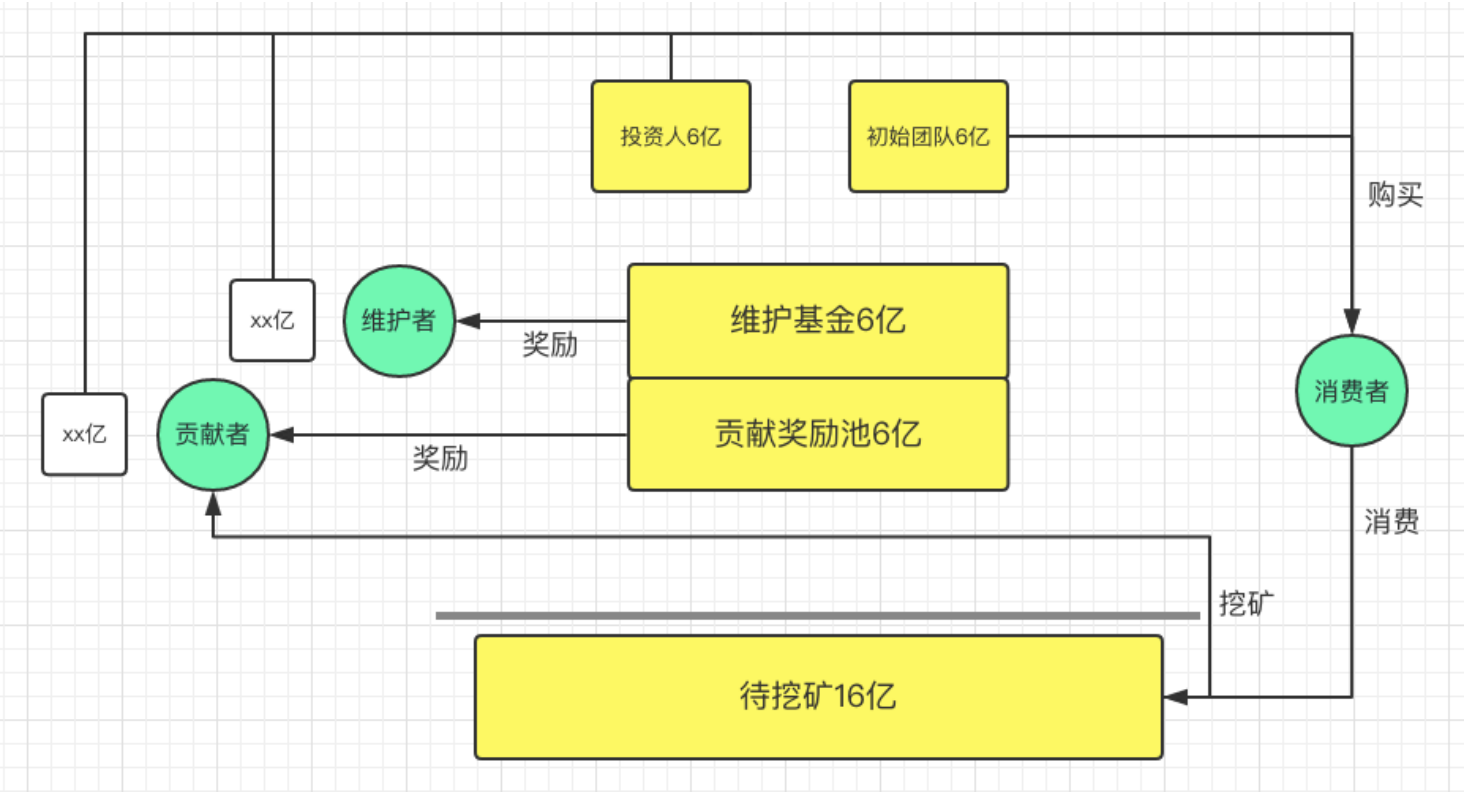 投资人6亿
初始团队6亿
购买
xx亿
维护者
奖励
维护基金6亿
消费者
xx亿
贡献者
奖励
贡献奖励池6亿
消费
挖矿
待挖矿16亿